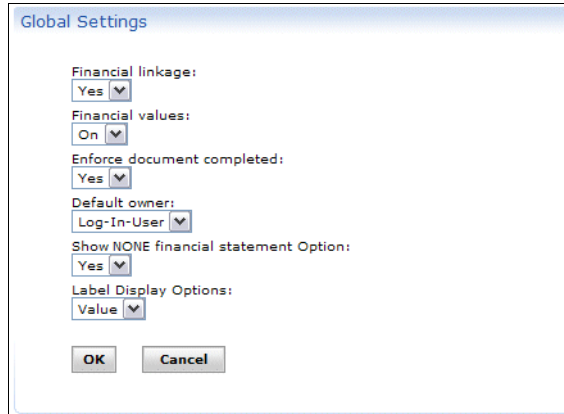 Global Settings
Financial linkage:
Yes
Financial values:
On
Enforce document completed:
Yes
Default owner:
Log-In-User
Show NONE financial statement Option:
Yes
Label Display Options:
Value
OK Cancel